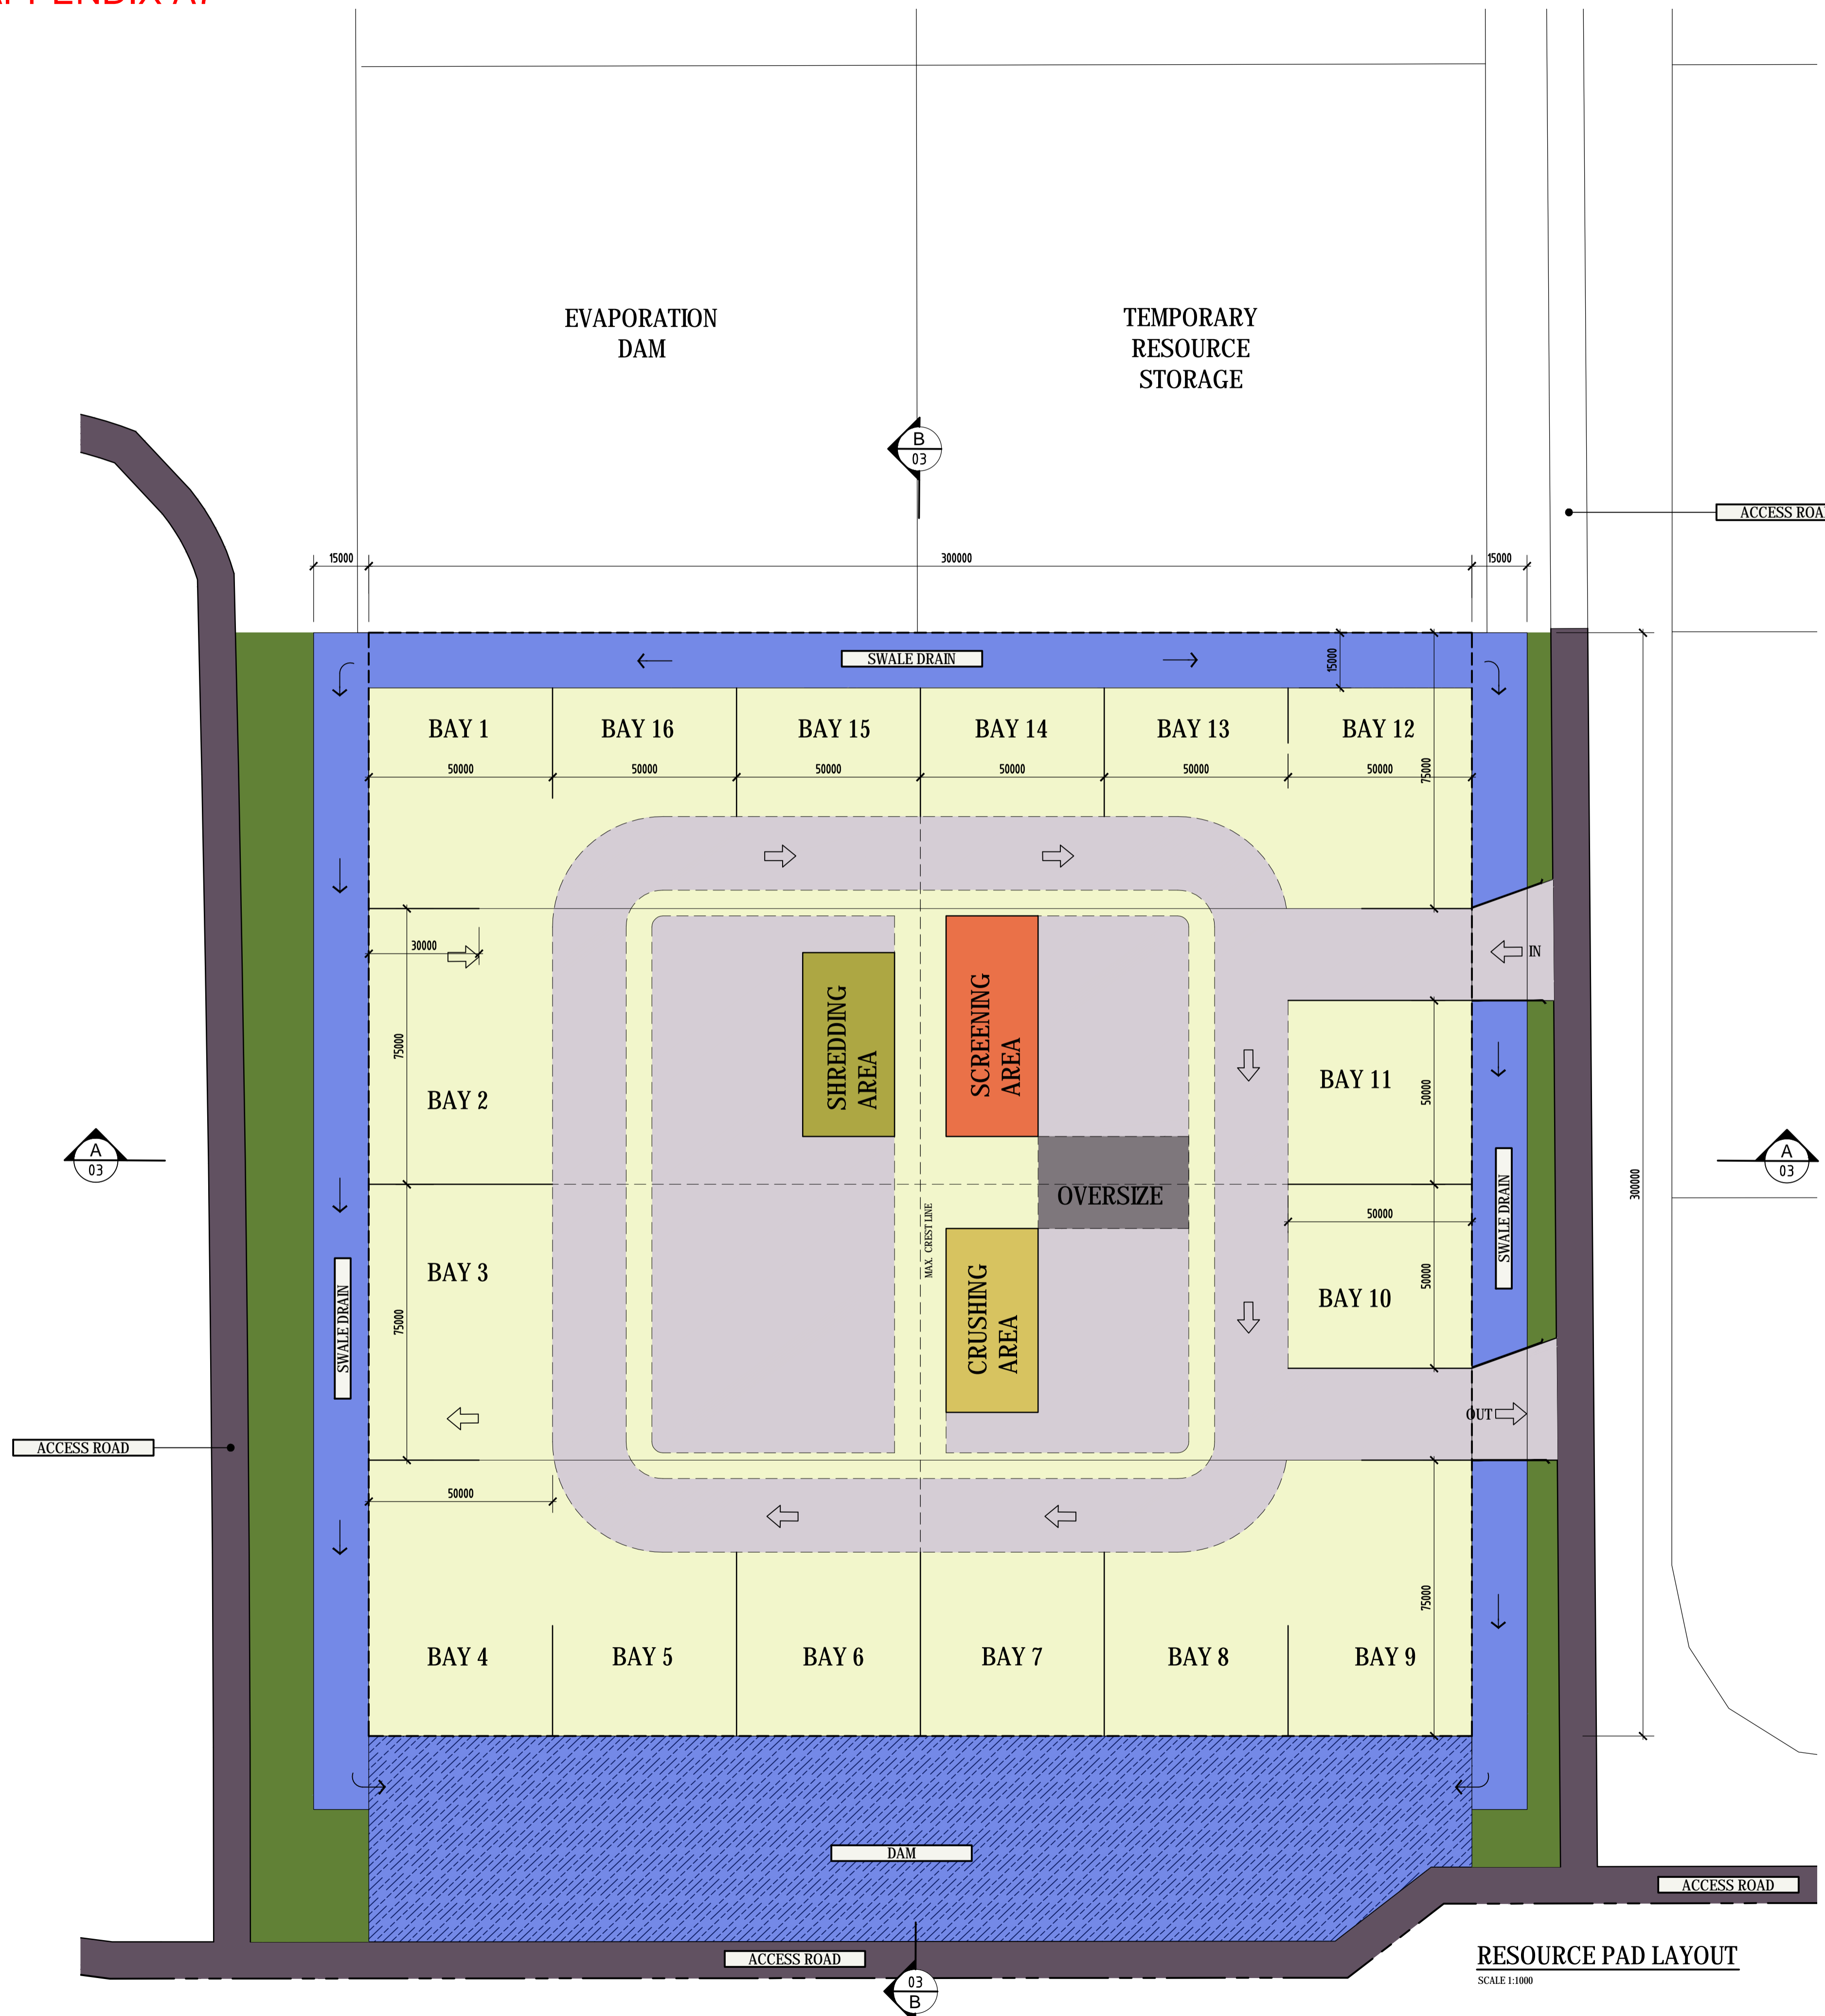 EVAPORATION
DAM
TEMPORARY
RESOURCE
STORAGE
B
03
15000
300000
15000
SWALE DRAIN
15000
75000
BAY 1
BAY 16
BAY 15
BAY 14
BAY 13
BAY 12
50000
50000
50000
50000
50000
50000
30000
75000
IN
SHREDDING
AREA
SCREENING
AREA
BAY 2
BAY 11
50000
A
03
A
03
OVERSIZE
300000
50000
SWALE DRAIN
MAX. CREST LINE
BAY 3
BAY 10
50000
75000
SWALE DRAIN
CRUSHING
AREA
OUT
ACCESS ROAD
50000
75000
BAY 4
BAY 5
BAY 6
BAY 7
BAY 8
BAY 9
DAM
ACCESS ROAD
ACCESS ROAD
03
B
RESOURCE PAD LAYOUT
SCALE 1:1000
75000
ACCESS